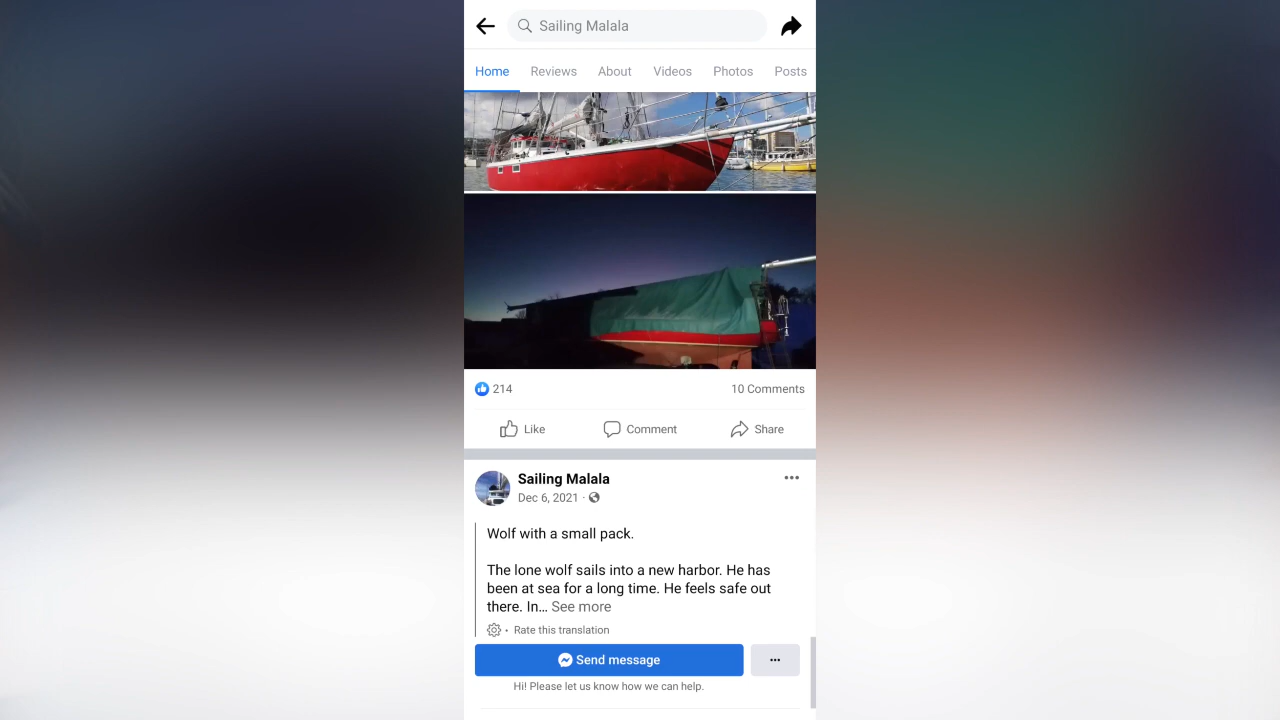 Sailing Malala
Home Reviews About Videos Photos Posts
214 10 Comments
Like Comment Share
Sailing Malala
Dec 6, 2021 ·
Wolf with a small pack.
The lone wolf sails into a new harbor. He has
been at sea for a long time. He feels safe out
there. In... See more
· Rate this translation
Send message ...
Hi! Please let us know how we can help.